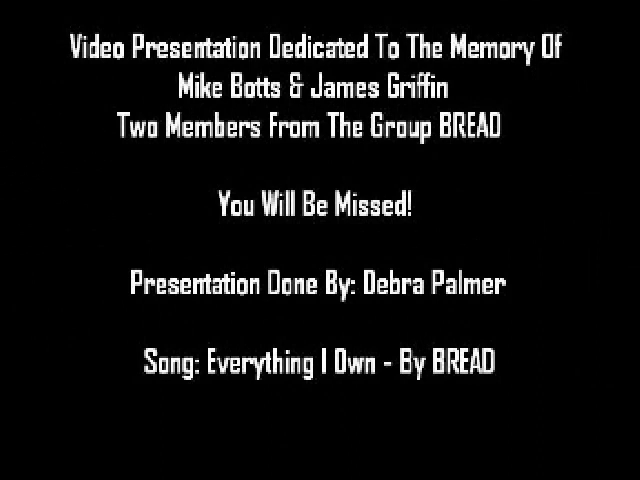 Video Presentation Dedicated To The Memory Of
Mike Botts & James Griffin
Two Members From The Group BREAD
You Will Be Missed!
Presentation Done By: Debra Palmer
Song: Everything I Own - By BREAD